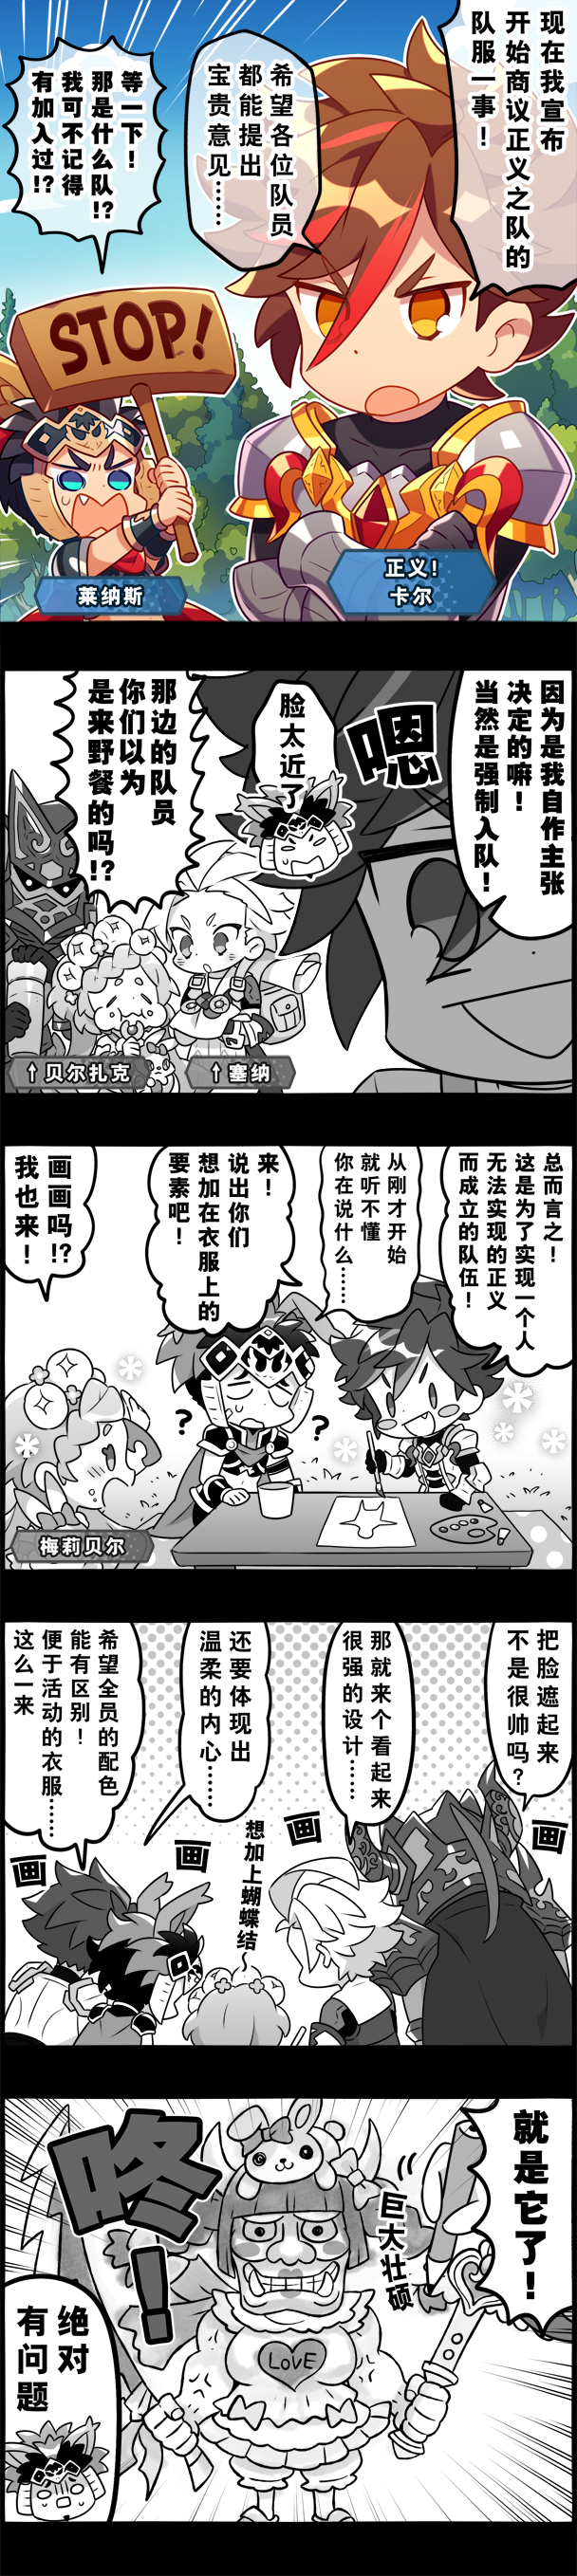 现在我宣布
开始商议正义之队的
队服一事！
希望各位队员
都能提出
宝贵意见……
等一下！
那是什么队!?
我可不记得
有加入过!?
STOP!
莱纳斯
正义!
卡尔
因为是我自作主张
决定的嘛！
当然是强制入队！
嗯
脸太近了
那边的队员
你们以为
是来野餐的吗!?
↑贝尔扎克
↑塞纳
总而言之！
这是为了实现一个人
无法实现的正义
而成立的队伍！
从刚才开始
就听不懂
你在说什么……
来！
说出你们
想加在衣服上的
要素吧！
画画吗!?
我也来！
?
?
梅莉贝尔
把脸遮起来
不是很帅吗？
那就来个看起来
很强的设计……
还要体现出
温柔的内心……
希望全员的配色
能有区别！
便于活动的衣服……
这么一来
想加上蝴蝶结
画
画
画
画
就是它了！
咚！
巨大壮硕
LOVE
绝对
有问题